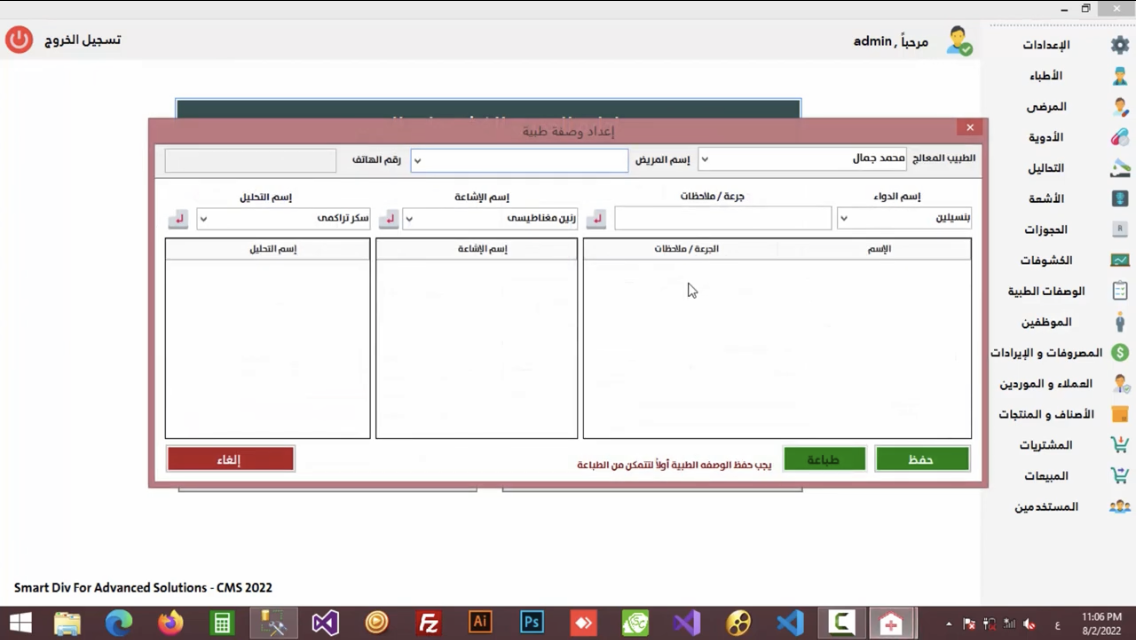 مرحباً , admin
تسجيل الخروج
الإعدادات
الأطباء
المرضى
الأدوية
التحاليل
الأشعة
الحجوزات
الكشوفات
الوصفات الطبية
الموظفين
المصروفات و الإيرادات
العملاء و الموردين
الأصناف و المنتجات
المشتريات
المبيعات
المستخدمين
إعداد وصفة طبية
الطبيب المعالج
محمد جمال
إسم المريض
رقم الهاتف
إسم الدواء
جرعة / ملاحظات
إسم الإشاعة
إسم التحليل
بنسيلين
رنين مغناطيسى
سكر تراكمى
الإسم
الجرعة / ملاحظات
إسم الإشاعة
إسم التحليل
حفظ
طباعة
يجب حفظ الوصفه الطبية أولاً لتتمكن من الطباعة
إلغاء
Smart Div For Advanced Solutions - CMS 2022
Fz
Ai
Ps
C
ع
11:06 PM
8/2/2022